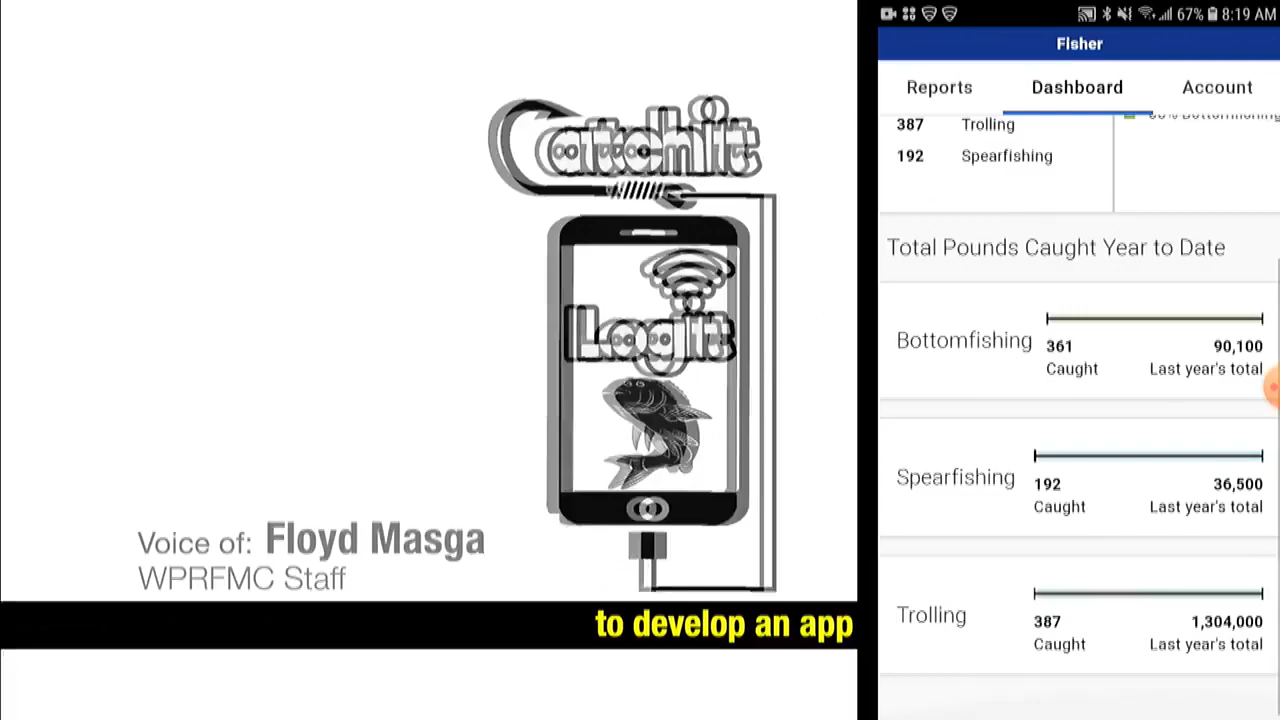 Catchit
Logit
Voice of: Floyd Masga
WPRFMC Staff
to develop an app
67% 8:19 AM
Fisher
Reports Dashboard Account
387 Trolling
192 Spearfishing
Total Pounds Caught Year to Date
Bottomfishing
361 90,100
Caught Last year's total
Spearfishing
192 36,500
Caught Last year's total
Trolling
387 1,304,000
Caught Last year's total